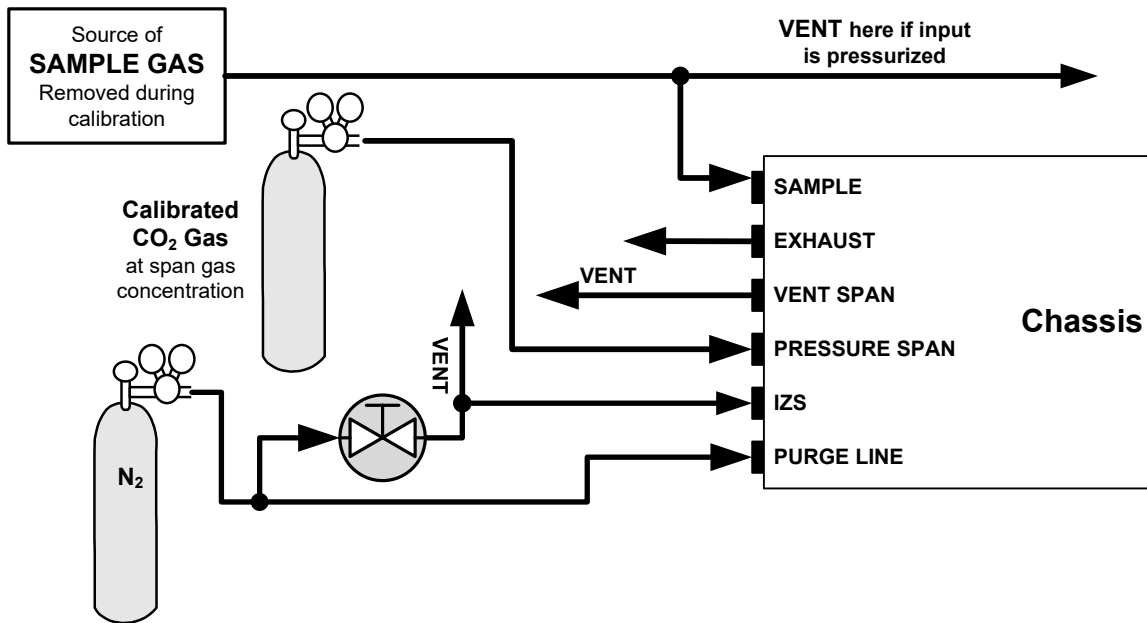 Source of
SAMPLE GAS
Removed during
calibration
VENT here if input
is pressurized
Calibrated
CO₂ Gas
at span gas
concentration
SAMPLE
EXHAUST
VENT
VENT SPAN
Chassis
PRESSURE SPAN
VENT
IZS
PURGE LINE
N₂